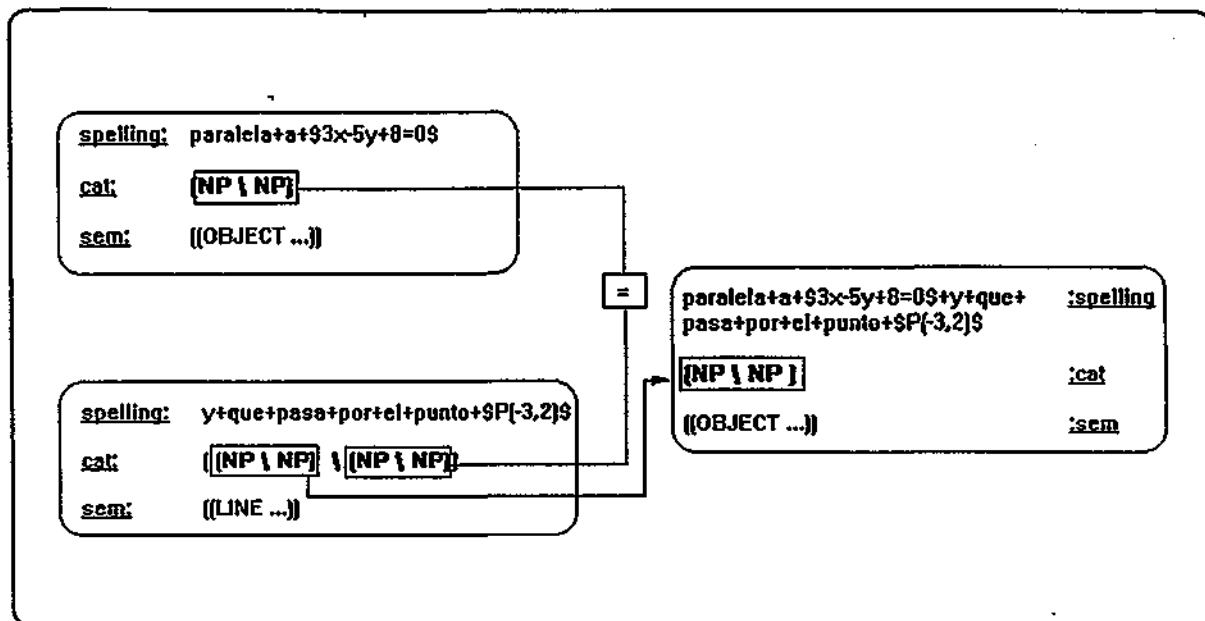 spelling: paralela+a+$3x-5y+8=0$
cat: (NP \ NP)
sem: ((OBJECT ...))
=
spelling: y+que+pasa+por+el+punto+$P(-3,2)$
cat: ( (NP \ NP) \ (NP \ NP))
sem: ((LINE ...))
paralela+a+$3x-5y+8=0$+y+que+ :spelling
pasa+por+el+punto+$P(-3,2)$
(NP \ NP ) :cat
((OBJECT ...)) :sem